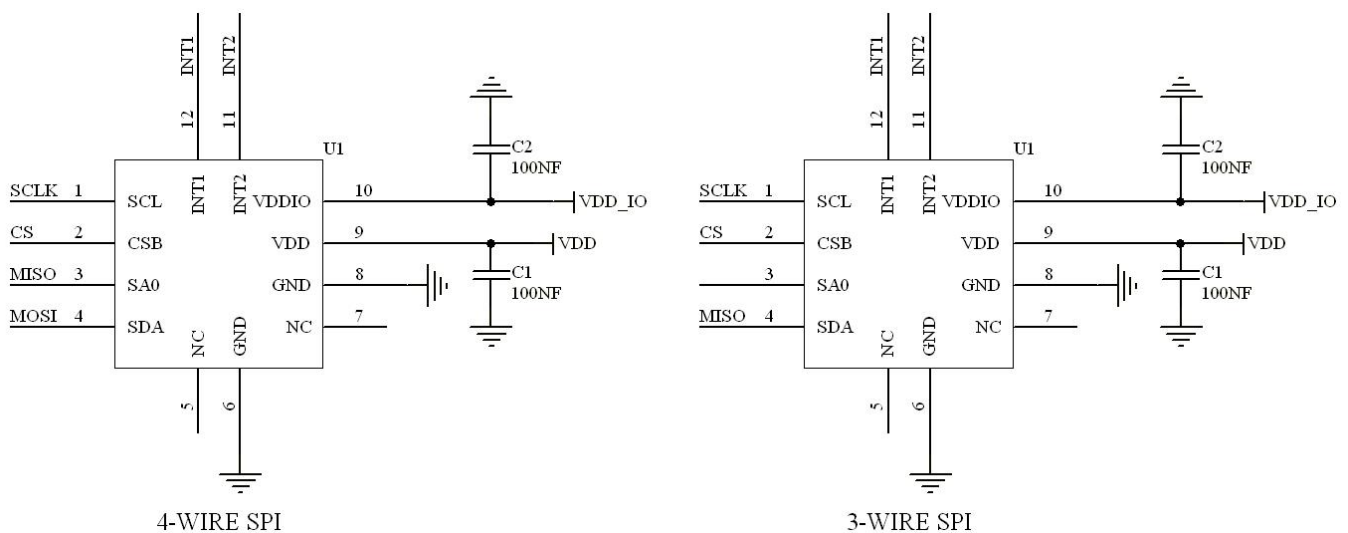 INT1 INT2
12 11
U1
C2
100NF
SCLK 1 SCL INT1 INT2 VDDIO 10 VDD_IO
CS 2 CSB VDD 9 VDD
MISO 3 SA0 GND 8 C1
100NF
MOSI 4 SDA NC 7
NC GND
5 6
4-WIRE SPI
INT1 INT2
12 11
U1
C2
100NF
SCLK 1 SCL INT1 INT2 VDDIO 10 VDD_IO
CS 2 CSB VDD 9 VDD
3 SA0 GND 8 C1
100NF
MISO 4 SDA NC 7
NC GND
5 6
3-WIRE SPI